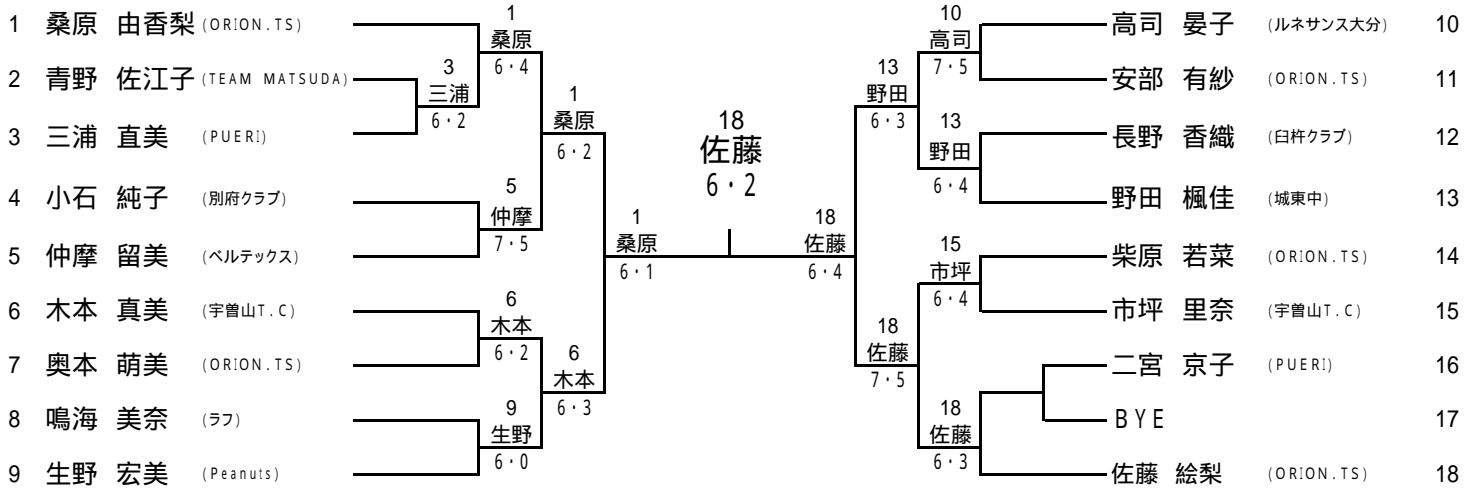 1 桑原 由香梨 (ORION.TS)
2 青野 佐江子 (TEAM MATSUDA)
3 三浦 直美 (PUERI)
4 小石 純子 (別府クラブ)
5 仲摩 留美 (ベルテックス)
6 木本 真美 (宇曽山T.C)
7 奥本 萌美 (ORION.TS)
8 鳴海 美奈 (ラフ)
9 生野 宏美 (Peanuts)
3
三浦
6・2
1
桑原
6・4
5
仲摩
7・5
6
木本
6・2
9
生野
6・0
1
桑原
6・2
6
木本
6・3
1
桑原
6・1
18
佐藤
6・2
18
佐藤
6・4
13
野田
6・3
18
佐藤
7・5
10
高司
7・5
13
野田
6・4
15
市坪
6・4
18
佐藤
6・3
高司 晏子 (ルネサンス大分) 10
安部 有紗 (ORION.TS) 11
長野 香織 (臼杵クラブ) 12
野田 楓佳 (城東中) 13
柴原 若菜 (ORION.TS) 14
市坪 里奈 (宇曽山T.C) 15
二宮 京子 (PUERI) 16
BYE 17
佐藤 絵梨 (ORION.TS) 18